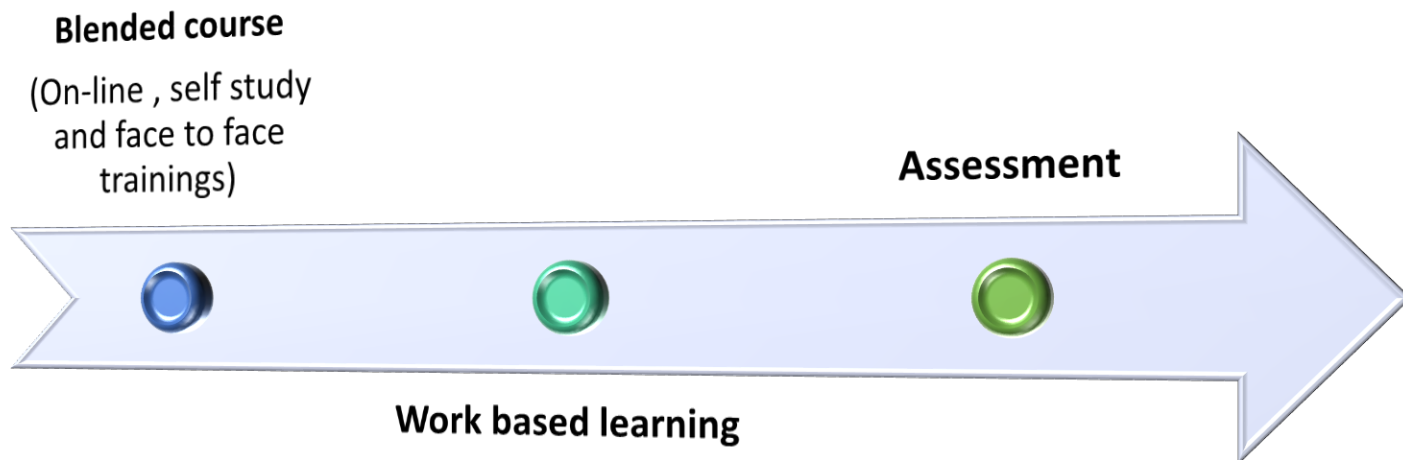 Blended course
(On-line , self study
and face to face
trainings)
Work based learning
Assessment